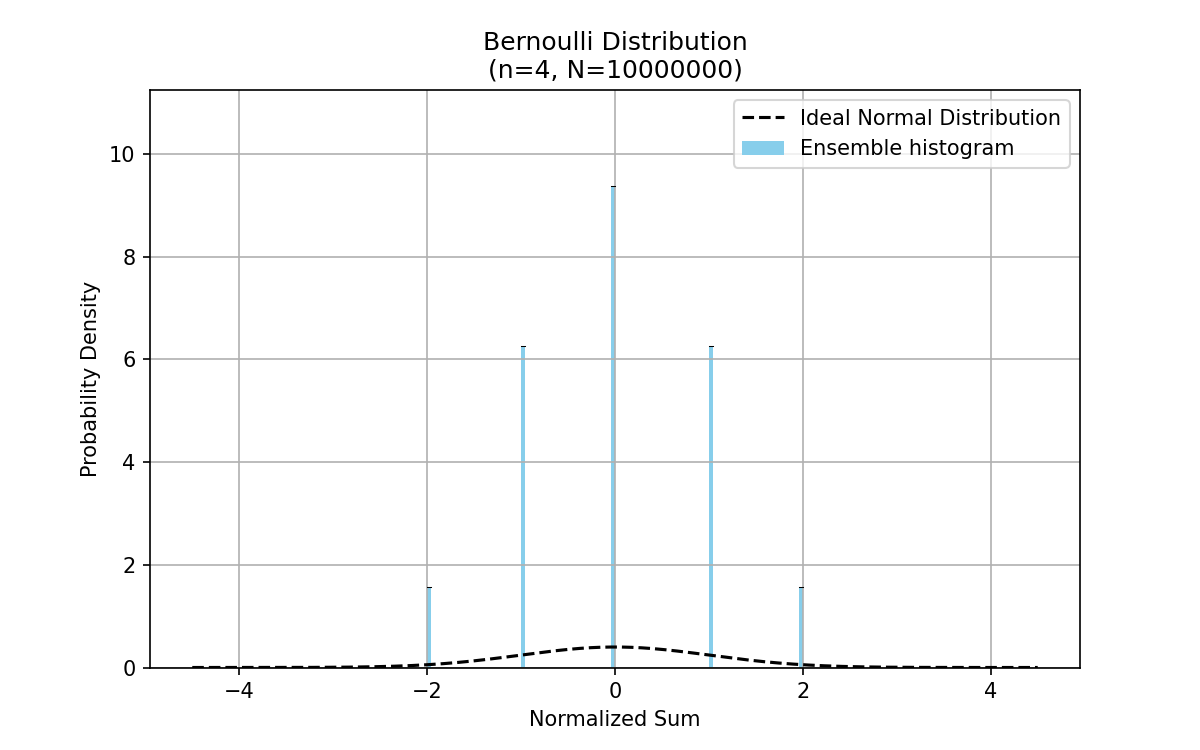 Bernoulli Distribution
(n=4, N=10000000)
Ideal Normal Distribution
Ensemble histogram
Probability Density
10
8
6
4
2
0
−4
−2
0
2
4
Normalized Sum